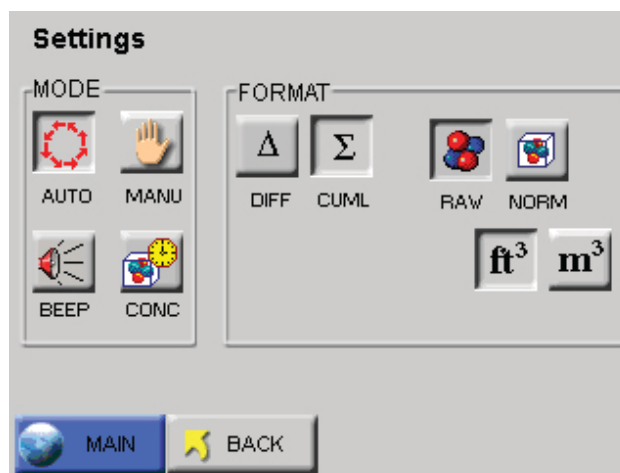 Settings
MODE
AUTO MANU
BEEP CONC
FORMAT
Δ Σ
DIFF CUML RAW NORM
ft³ m³
MAIN BACK